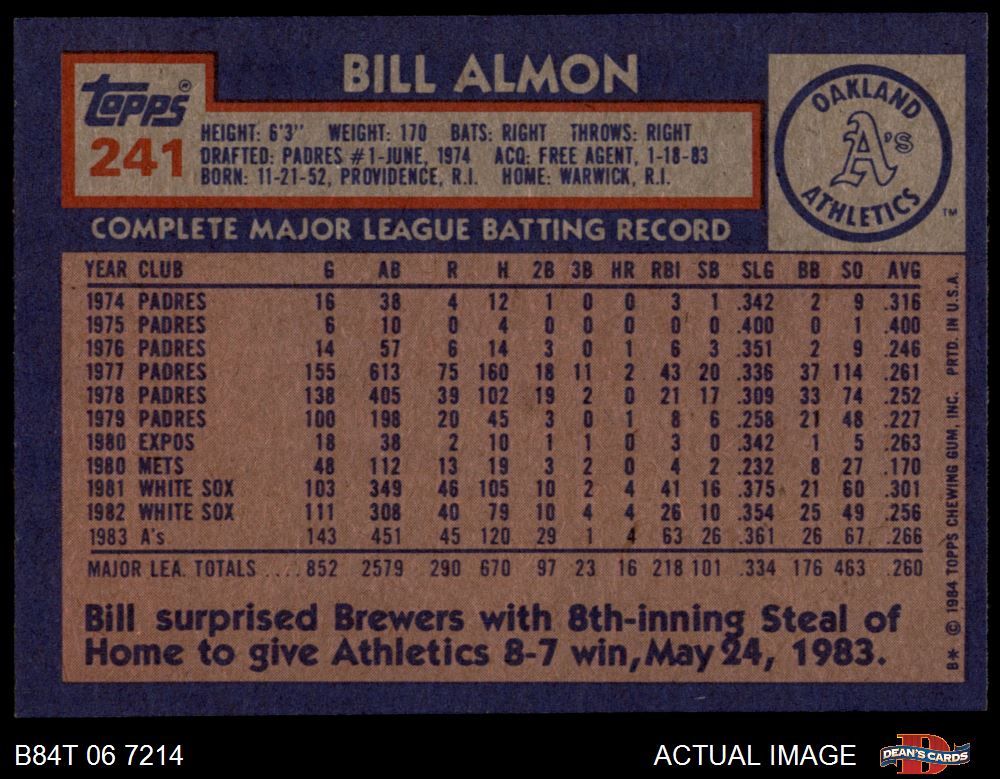 BILL ALMON
topps®
241
HEIGHT: 6'3" WEIGHT: 170 BATS: RIGHT THROWS: RIGHT
DRAFTED: PADRES #1-JUNE, 1974 ACQ: FREE AGENT, 1-18-83
BORN: 11-21-52, PROVIDENCE, R.I. HOME: WARWICK, R.I.
OAKLAND
A's
ATHLETICS
TM
COMPLETE MAJOR LEAGUE BATTING RECORD
YEAR CLUB G AB R H 2B 3B HR RBI SB SLG BB SO AVG
1974 PADRES 16 38 4 12 1 0 0 3 1 .342 2 9 .316
1975 PADRES 6 10 0 4 0 0 0 0 0 .400 0 1 .400
1976 PADRES 14 57 6 14 3 0 1 6 3 .351 2 9 .246
1977 PADRES 155 613 75 160 18 11 2 43 20 .336 37 114 .261
1978 PADRES 138 405 39 102 19 2 0 21 17 .309 33 74 .252
1979 PADRES 100 198 20 45 3 0 1 8 6 .258 21 48 .227
1980 EXPOS 18 38 2 10 1 1 0 3 0 .342 1 5 .263
1980 METS 48 112 13 19 3 2 0 4 2 .232 8 27 .170
1981 WHITE SOX 103 349 46 105 10 2 4 41 16 .375 21 60 .301
1982 WHITE SOX 111 308 40 79 10 4 4 26 10 .354 25 49 .256
1983 A's 143 451 45 120 29 1 4 63 26 .361 26 67 .266
MAJOR LEA. TOTALS ....852 2579 290 670 97 23 16 218 101 .334 176 463 .260
Bill surprised Brewers with 8th-inning Steal of
Home to give Athletics 8-7 win, May 24, 1983.
B* © 1984 TOPPS CHEWING GUM, INC. PRTD. IN U.S.A.
B84T 06 7214
ACTUAL IMAGE
DEAN'S CARDS